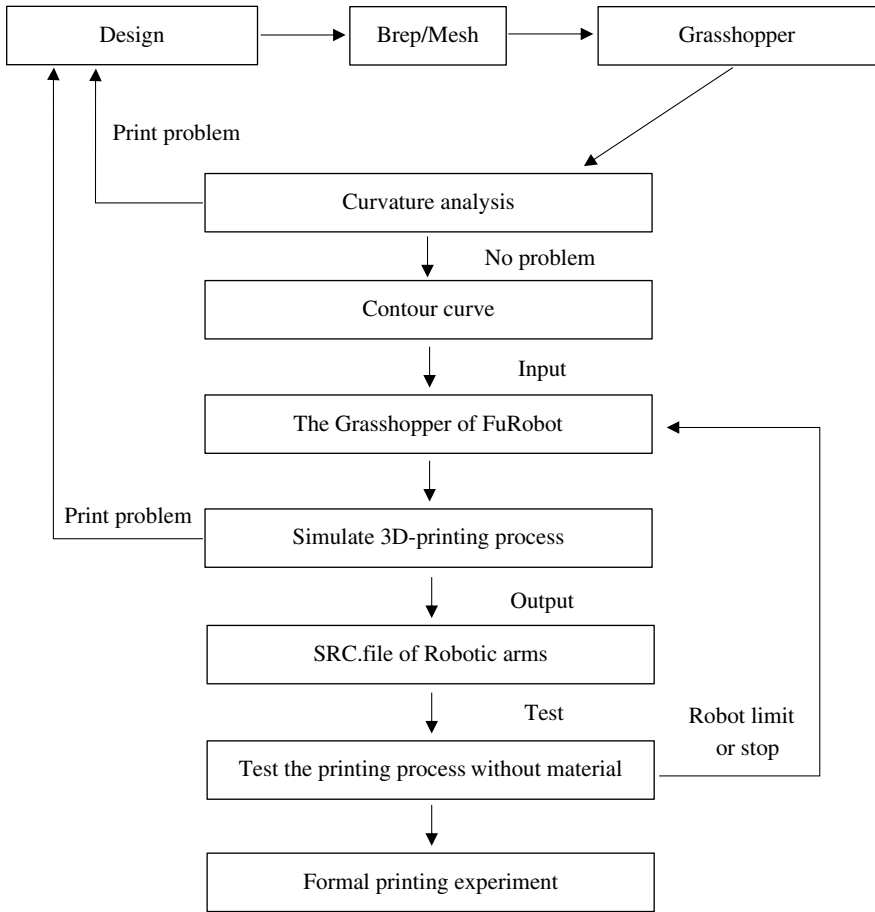 Design
Brep/Mesh
Grasshopper
Print problem
Curvature analysis
No problem
Contour curve
Input
The Grasshopper of FuRobot
Print problem
Simulate 3D-printing process
Output
SRC.file of Robotic arms
Test
Robot limit
or stop
Test the printing process without material
Formal printing experiment